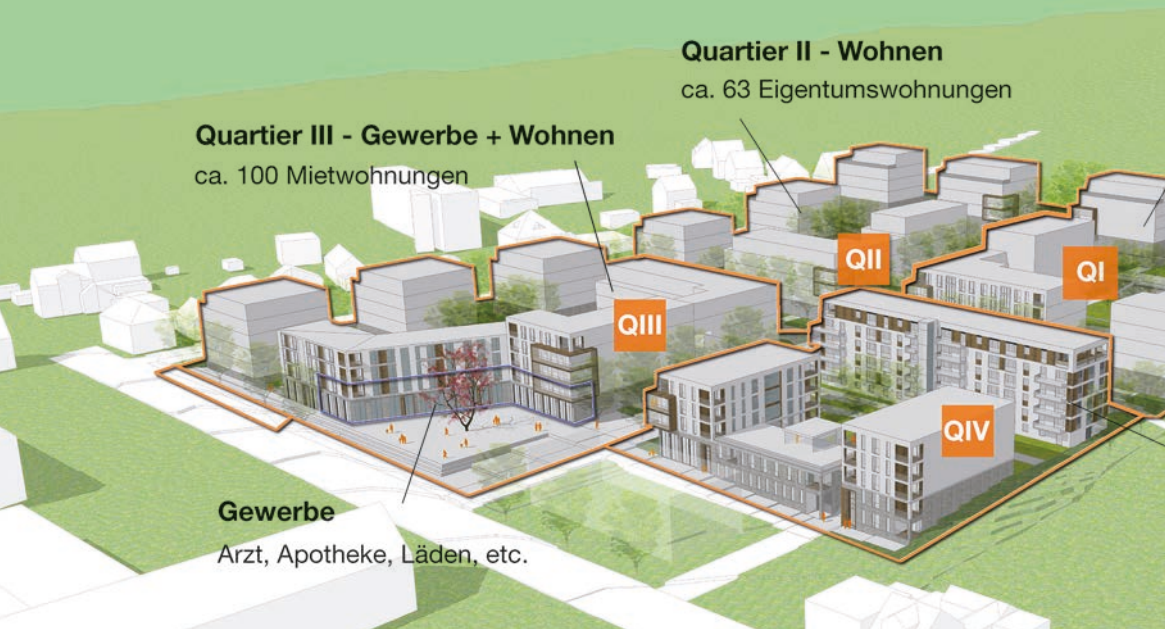 Quartier II - Wohnen
ca. 63 Eigentumswohnungen
Quartier III - Gewerbe + Wohnen
ca. 100 Mietwohnungen
QII
QI
QIII
QIV
Gewerbe
Arzt, Apotheke, Läden, etc.